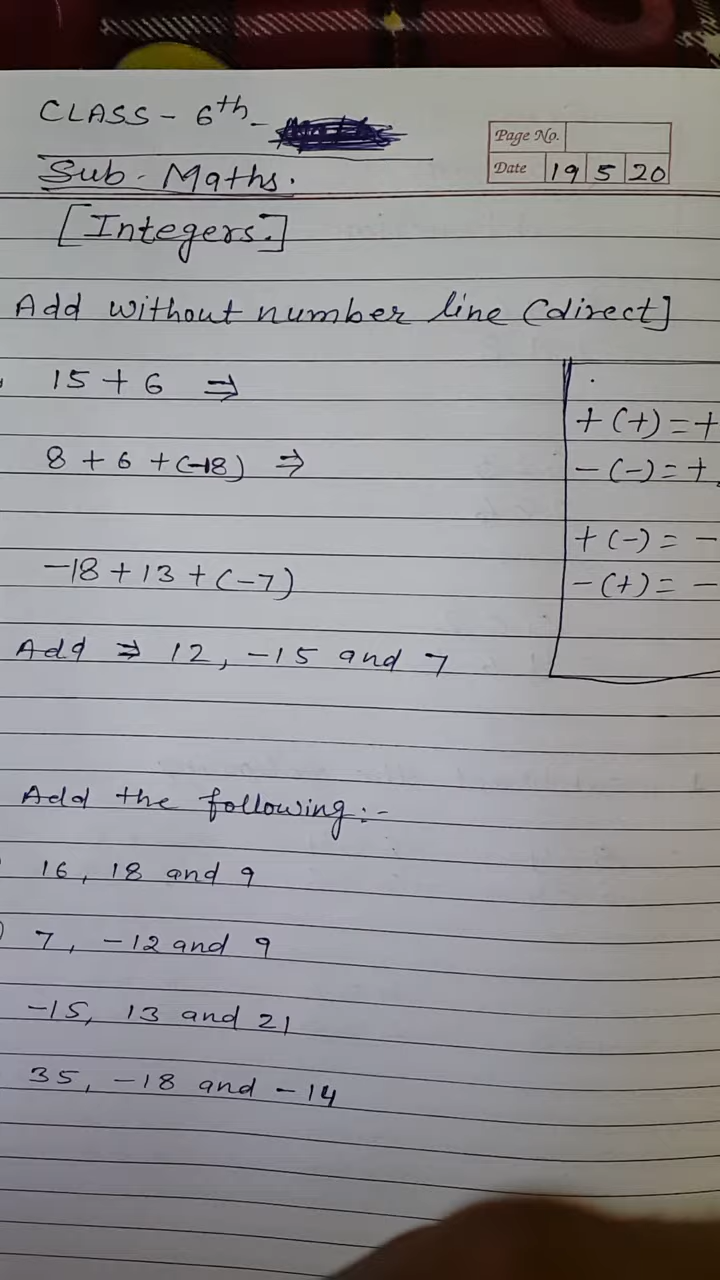 CLASS - 6th -
Page No.
Sub. Maths.
Date 19 5 20
[Integers.]
Add without number line (direct]
15 + 6 ⇒
+ (+) = +
8 + 6 + (-18) ⇒
- (-) = +
+ (-) = -
-18 + 13 + (-7)
- (+) = -
Add ⇒ 12, -15 and 7
Add the following:-
16, 18 and 9
7, -12 and 9
-15, 13 and 21
35, -18 and -14